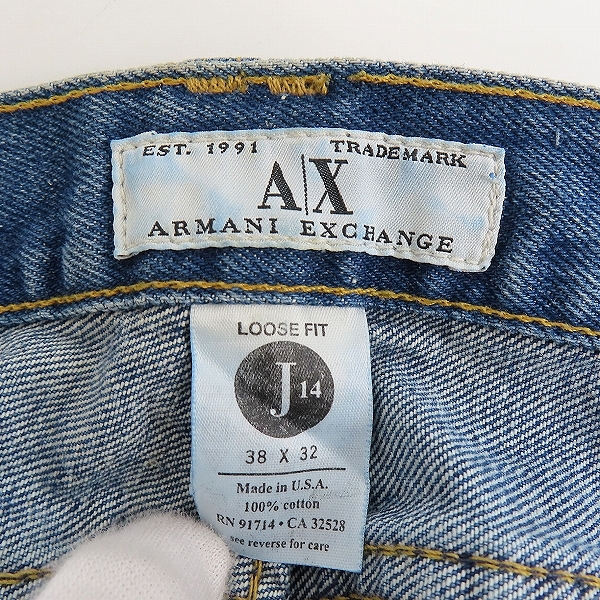 EST. 1991 TRADEMARK
A|X
ARMANI EXCHANGE
LOOSE FIT
J 14
38 X 32
Made in U.S.A.
100% cotton
RN 91714 • CA 32528
see reverse for care